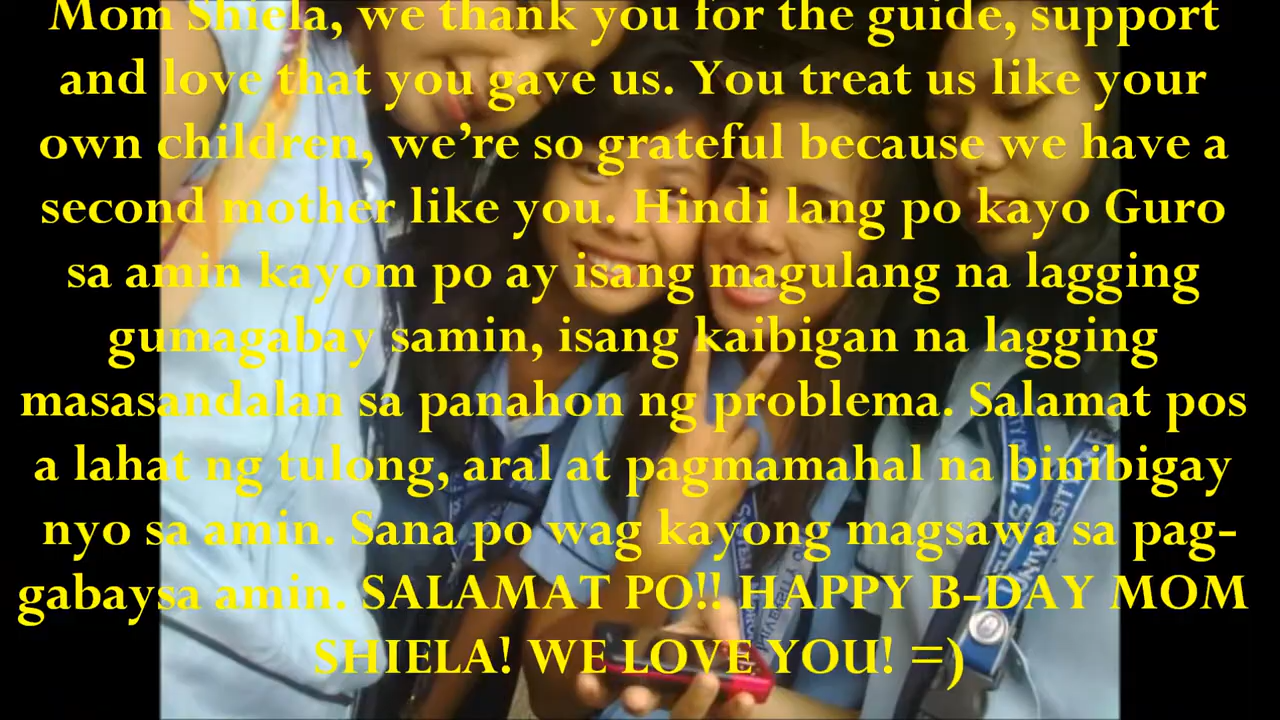 Mom Shiela, we thank you for the guide, support
and love that you gave us. You treat us like your
own children, we're so grateful because we have a
second mother like you. Hindi lang po kayo Guro
sa amin kayom po ay isang magulang na lagging
gumagabay samin, isang kaibigan na lagging
masasandalan sa panahon ng problema. Salamat pos
a lahat ng tulong, aral at pagmamahal na binibigay
nyo sa amin. Sana po wag kayong magsawa sa pag-
gabaysa amin. SALAMAT PO!! HAPPY B-DAY MOM
SHIELA! WE LOVE YOU! =)